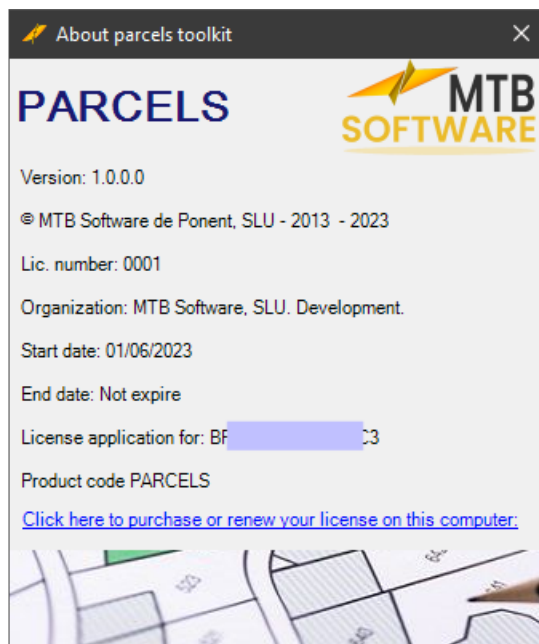 About parcels toolkit
PARCELS
MTB
SOFTWARE
Version: 1.0.0.0
© MTB Software de Ponent, SLU - 2013  - 2023
Lic. number: 0001
Organization: MTB Software, SLU. Development.
Start date: 01/06/2023
End date: Not expire
License application for:
Product code PARCELS
Click here to purchase or renew your license on this computer:
523